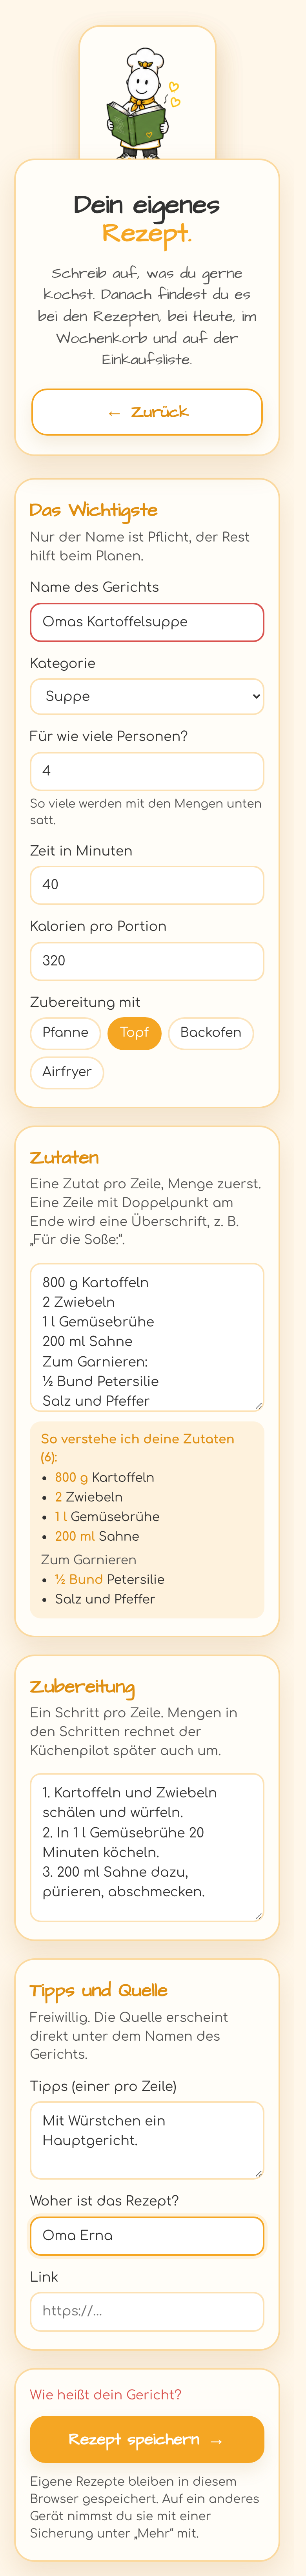 Dein eigenes
Rezept.
Schreib auf, was du gerne
kochst. Danach findest du es
bei den Rezepten, bei Heute, im
Wochenkorb und auf der
Einkaufsliste.
← Zurück
Das Wichtigste
Nur der Name ist Pflicht, der Rest
hilft beim Planen.
Name des Gerichts
Omas Kartoffelsuppe
Kategorie
Suppe
Für wie viele Personen?
4
So viele werden mit den Mengen unten
satt.
Zeit in Minuten
40
Kalorien pro Portion
320
Zubereitung mit
Pfanne Topf Backofen
Airfryer
Zutaten
Eine Zutat pro Zeile, Menge zuerst.
Eine Zeile mit Doppelpunkt am
Ende wird eine Überschrift, z. B.
„Für die Soße:“.
800 g Kartoffeln
2 Zwiebeln
1 l Gemüsebrühe
200 ml Sahne
Zum Garnieren:
½ Bund Petersilie
Salz und Pfeffer
So verstehe ich deine Zutaten
(6):
• 800 g Kartoffeln
• 2 Zwiebeln
• 1 l Gemüsebrühe
• 200 ml Sahne
Zum Garnieren
• ½ Bund Petersilie
• Salz und Pfeffer
Zubereitung
Ein Schritt pro Zeile. Mengen in
den Schritten rechnet der
Küchenpilot später auch um.
1. Kartoffeln und Zwiebeln
schälen und würfeln.
2. In 1 l Gemüsebrühe 20
Minuten köcheln.
3. 200 ml Sahne dazu,
pürieren, abschmecken.
Tipps und Quelle
Freiwillig. Die Quelle erscheint
direkt unter dem Namen des
Gerichts.
Tipps (einer pro Zeile)
Mit Würstchen ein
Hauptgericht.
Woher ist das Rezept?
Oma Erna
Link
https://…
Wie heißt dein Gericht?
Rezept speichern →
Eigene Rezepte bleiben in diesem
Browser gespeichert. Auf ein anderes
Gerät nimmst du sie mit einer
Sicherung unter „Mehr“ mit.